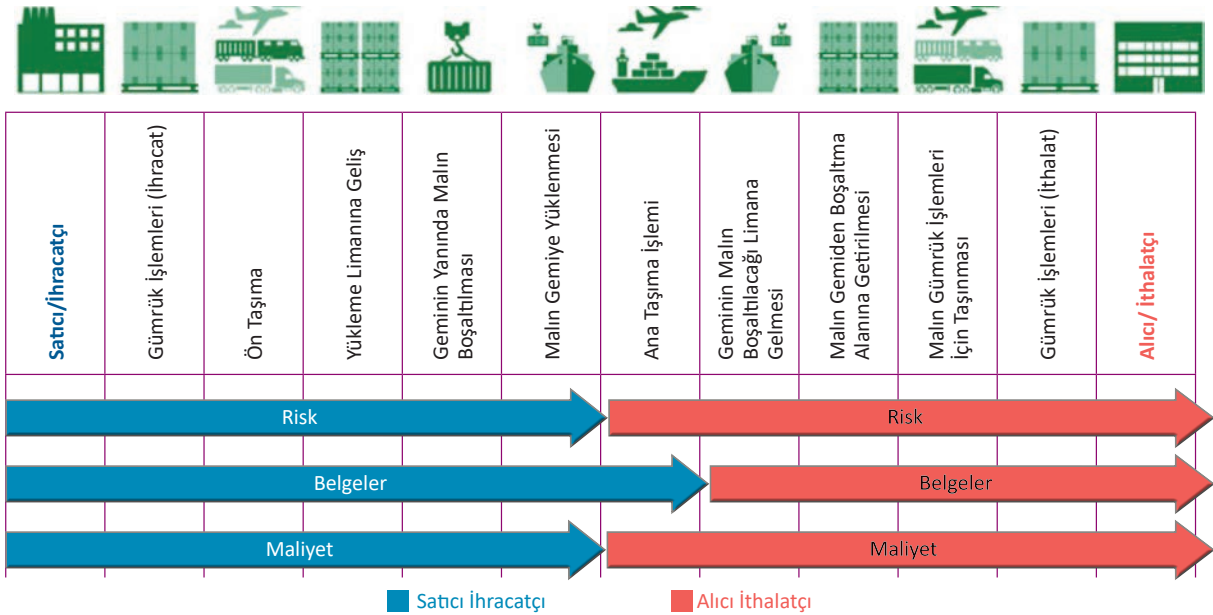 Satıcı/İhracatçı
Gümrük İşlemleri (İhracat)
Ön Taşıma
Yükleme Limanına Geliş
Geminin Yanında Malın
Boşaltılması
Malın Gemiye Yüklenmesi
Ana Taşıma İşlemi
Geminin Malın
Boşaltılacağı Limana
Gelmesi
Malın Gemiden Boşaltma
Alanına Getirilmesi
Malın Gümrük İşlemleri
İçin Taşınması
Gümrük İşlemleri (İthalat)
Alıcı/ İthalatçı
Risk
Risk
Belgeler
Belgeler
Maliyet
Maliyet
Satıcı İhracatçı
Alıcı İthalatçı